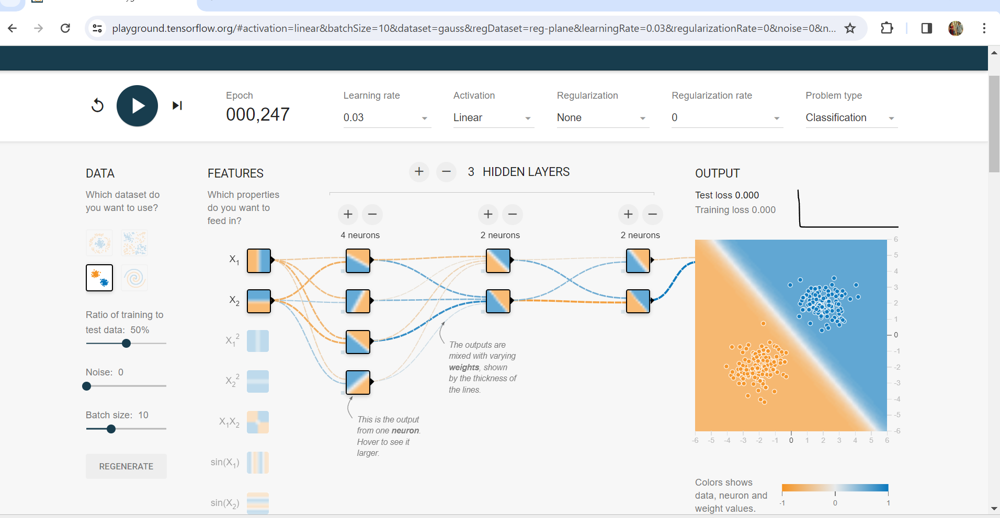 playground.tensorflow.org/#activation=linear&batchSize=10&dataset=gauss&regDataset=reg-plane&learningRate=0.03&regularizationRate=0&noise=0&n...
Epoch
000,247
Learning rate
0.03
Activation
Linear
Regularization
None
Regularization rate
0
Problem type
Classification
DATA
Which dataset do
you want to use?
Ratio of training to
test data: 50%
Noise: 0
Batch size: 10
REGENERATE
FEATURES
Which properties
do you want to
feed in?
X1
X2
X1^2
X2^2
X1X2
sin(X1)
sin(X2)
+ − 3 HIDDEN LAYERS
+ −
4 neurons
+ −
2 neurons
+ −
2 neurons
The outputs are
mixed with varying
weights, shown
by the thickness of
the lines.
This is the output
from one neuron.
Hover to see it
larger.
OUTPUT
Test loss 0.000
Training loss 0.000
6
5
4
3
2
1
0
-1
-2
-3
-4
-5
-6
-6 -5 -4 -3 -2 -1 0 1 2 3 4 5 6
Colors shows
data, neuron and
weight values.
-1 0 1